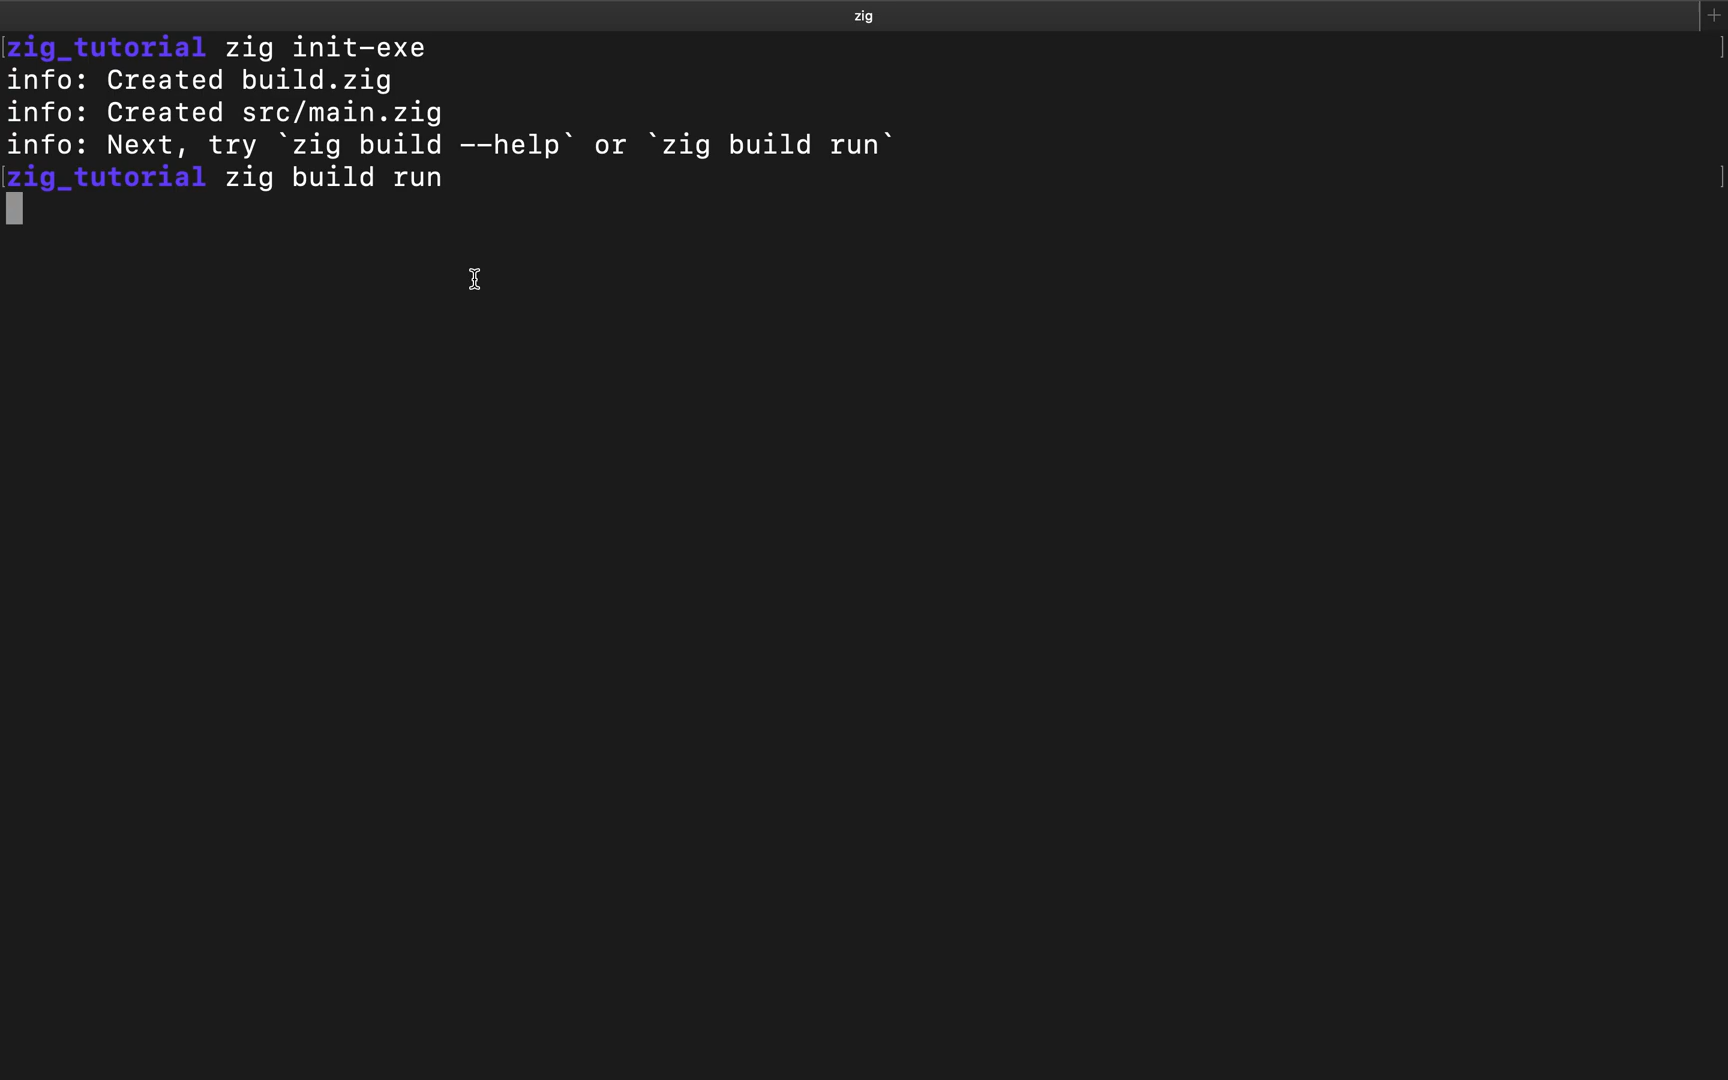 zig
zig_tutorial zig init-exe
info: Created build.zig
info: Created src/main.zig
info: Next, try `zig build --help` or `zig build run`
zig_tutorial zig build run